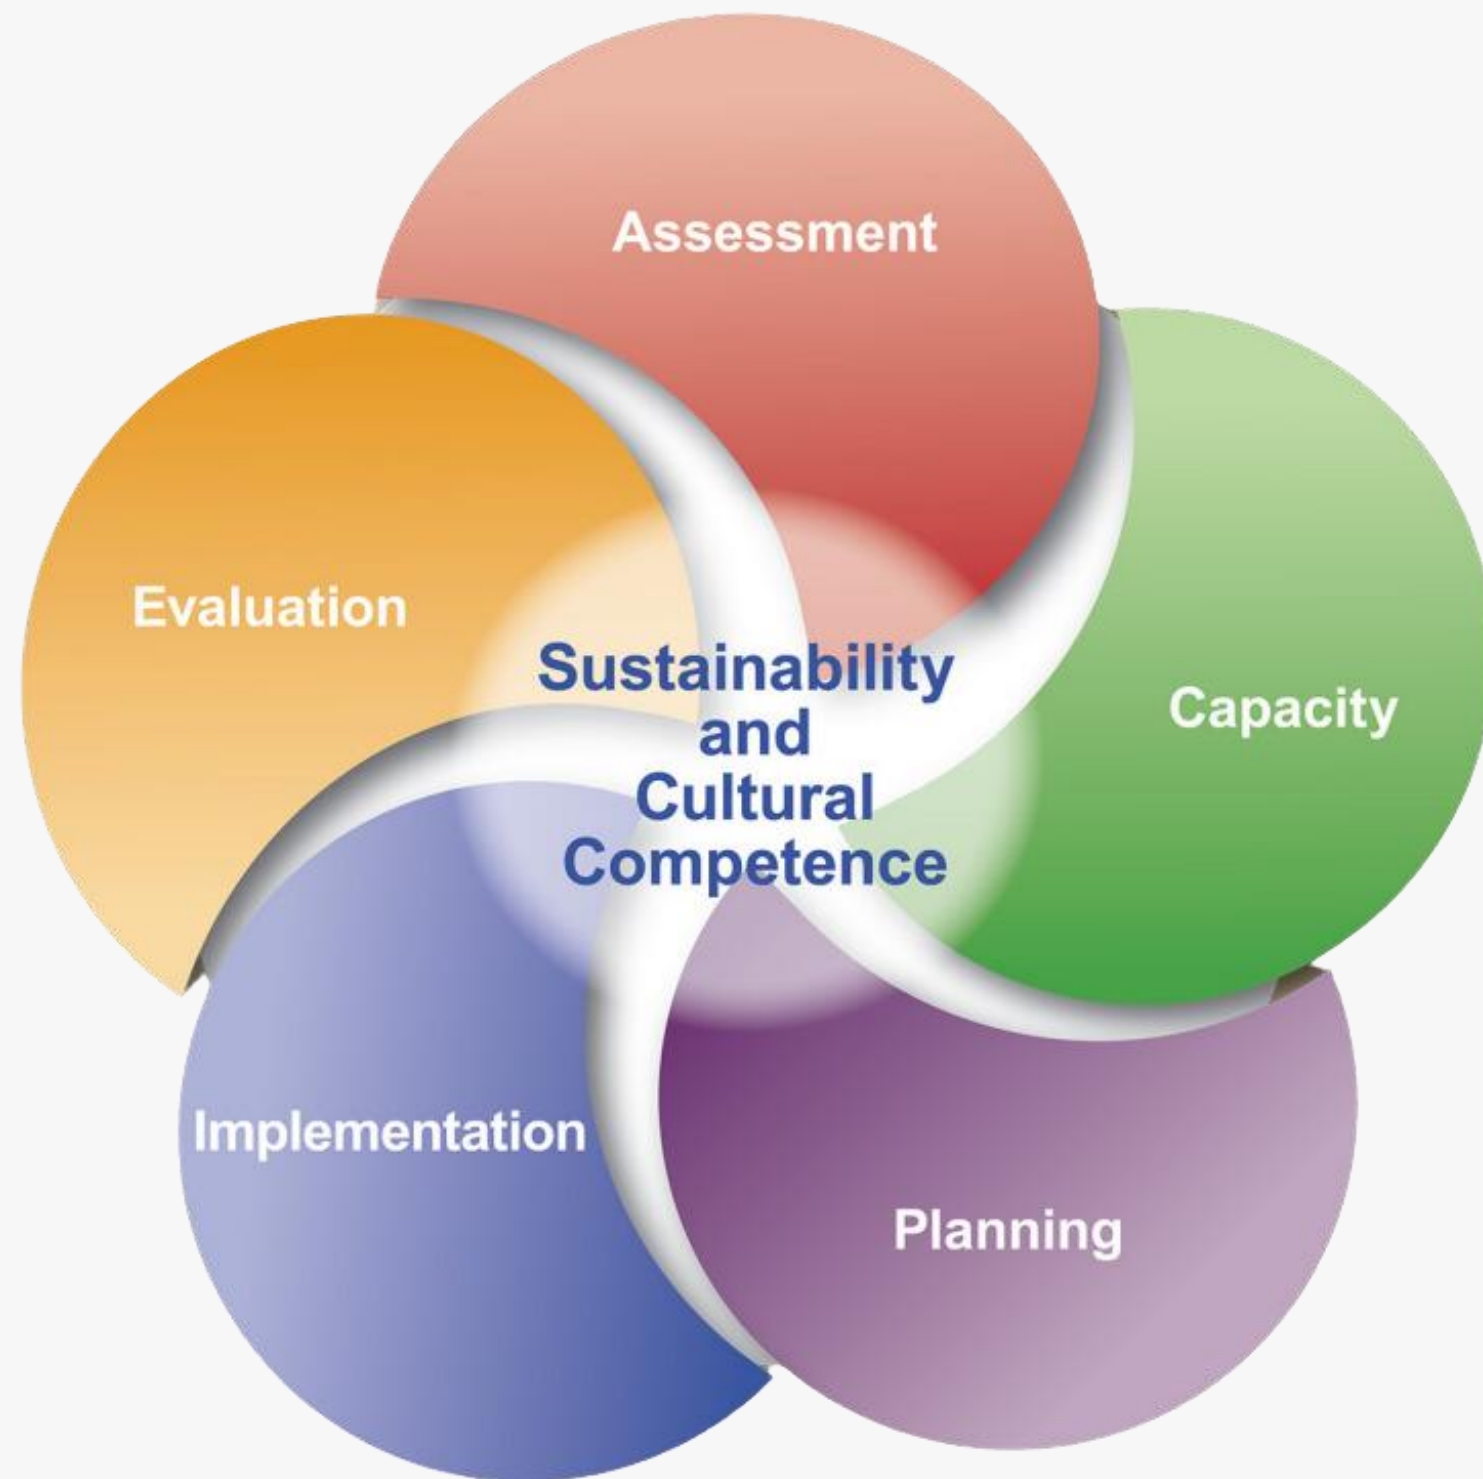 Assessment
Capacity
Planning
Implementation
Evaluation
Sustainability
and
Cultural
Competence